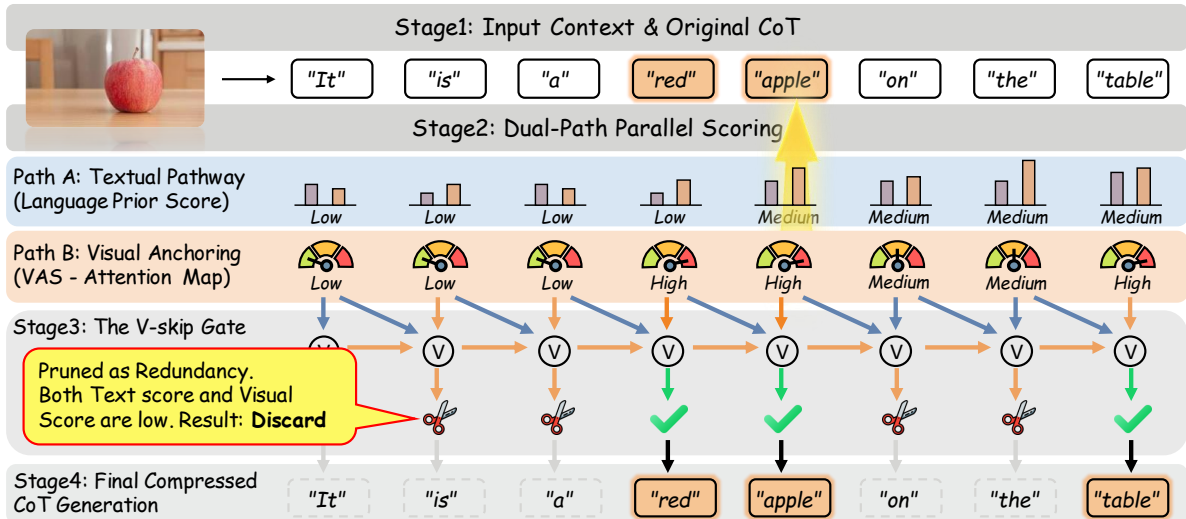 Stage1: Input Context & Original CoT
"It" "is" "a" "red" "apple" "on" "the" "table"
Stage2: Dual-Path Parallel Scoring
Path A: Textual Pathway
(Language Prior Score)
Low Low Low Low Medium Medium Medium Medium
Path B: Visual Anchoring
(VAS - Attention Map)
Low Low Low High High Medium Medium High
Stage3: The V-skip Gate
V V V V V V V V
Pruned as Redundancy.
Both Text score and Visual
Score are low. Result: Discard
Stage4: Final Compressed
CoT Generation
"It" "is" "a" "red" "apple" "on" "the" "table"